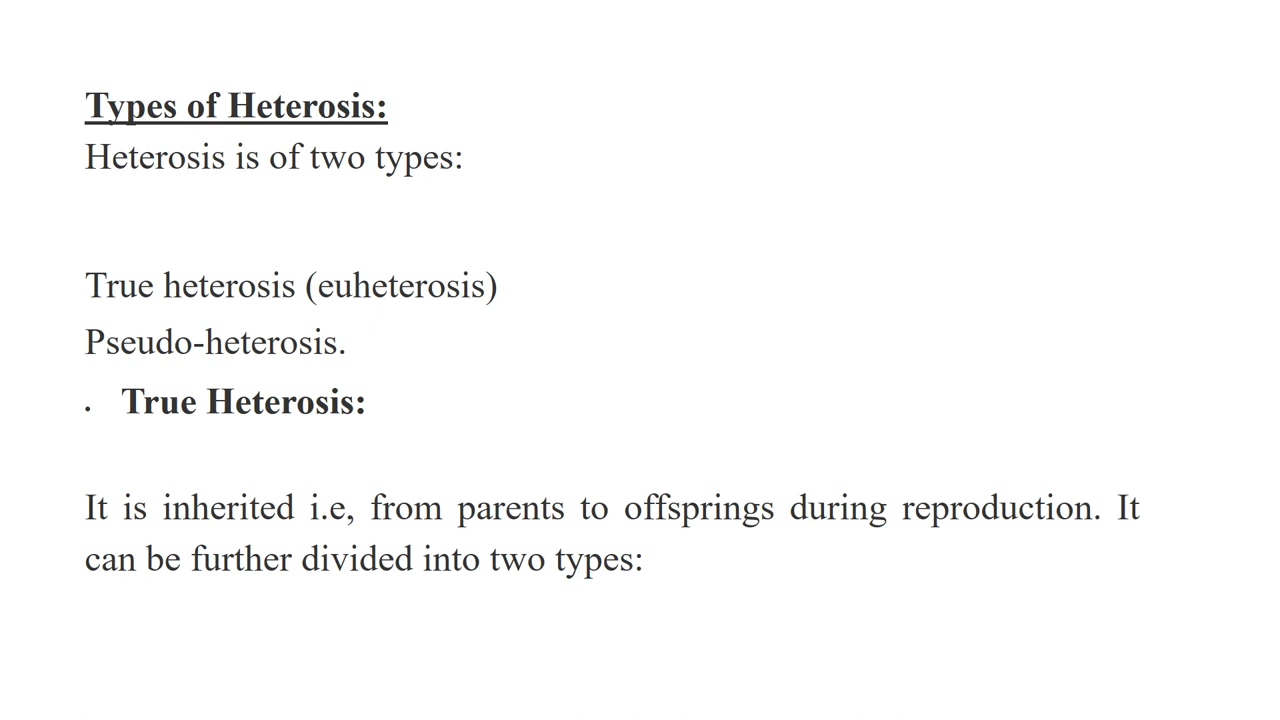 Types of Heterosis:
Heterosis is of two types:
True heterosis (euheterosis)
Pseudo-heterosis.
· True Heterosis:
It is inherited i.e, from parents to offsprings during reproduction. It
can be further divided into two types: